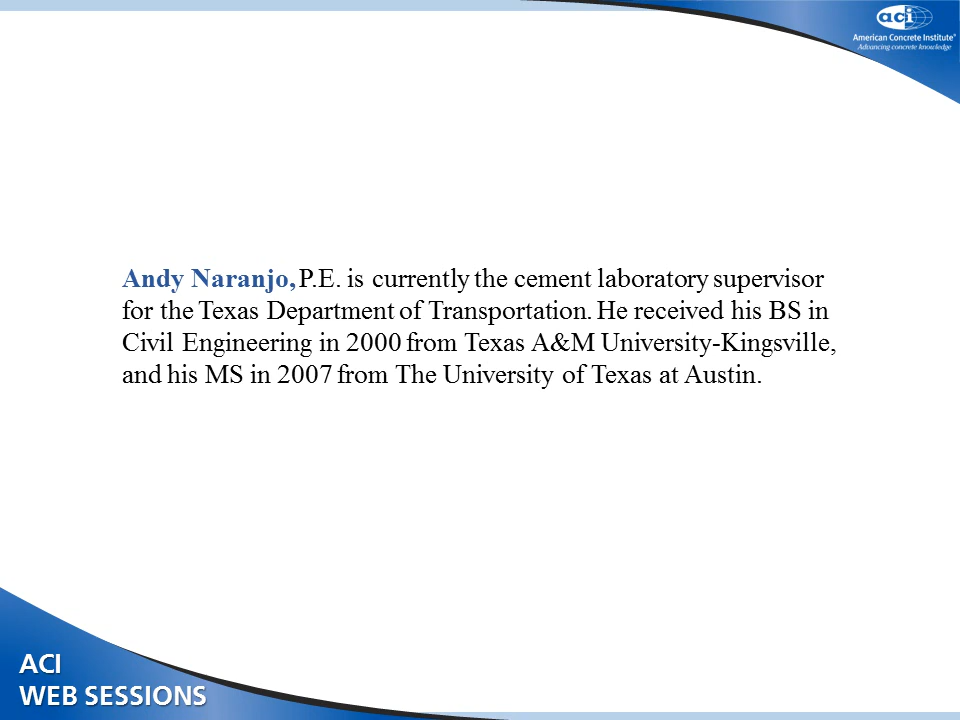 aci
American Concrete Institute®
Advancing concrete knowledge
Andy Naranjo, P.E. is currently the cement laboratory supervisor
for the Texas Department of Transportation. He received his BS in
Civil Engineering in 2000 from Texas A&M University-Kingsville,
and his MS in 2007 from The University of Texas at Austin.
ACI
WEB SESSIONS